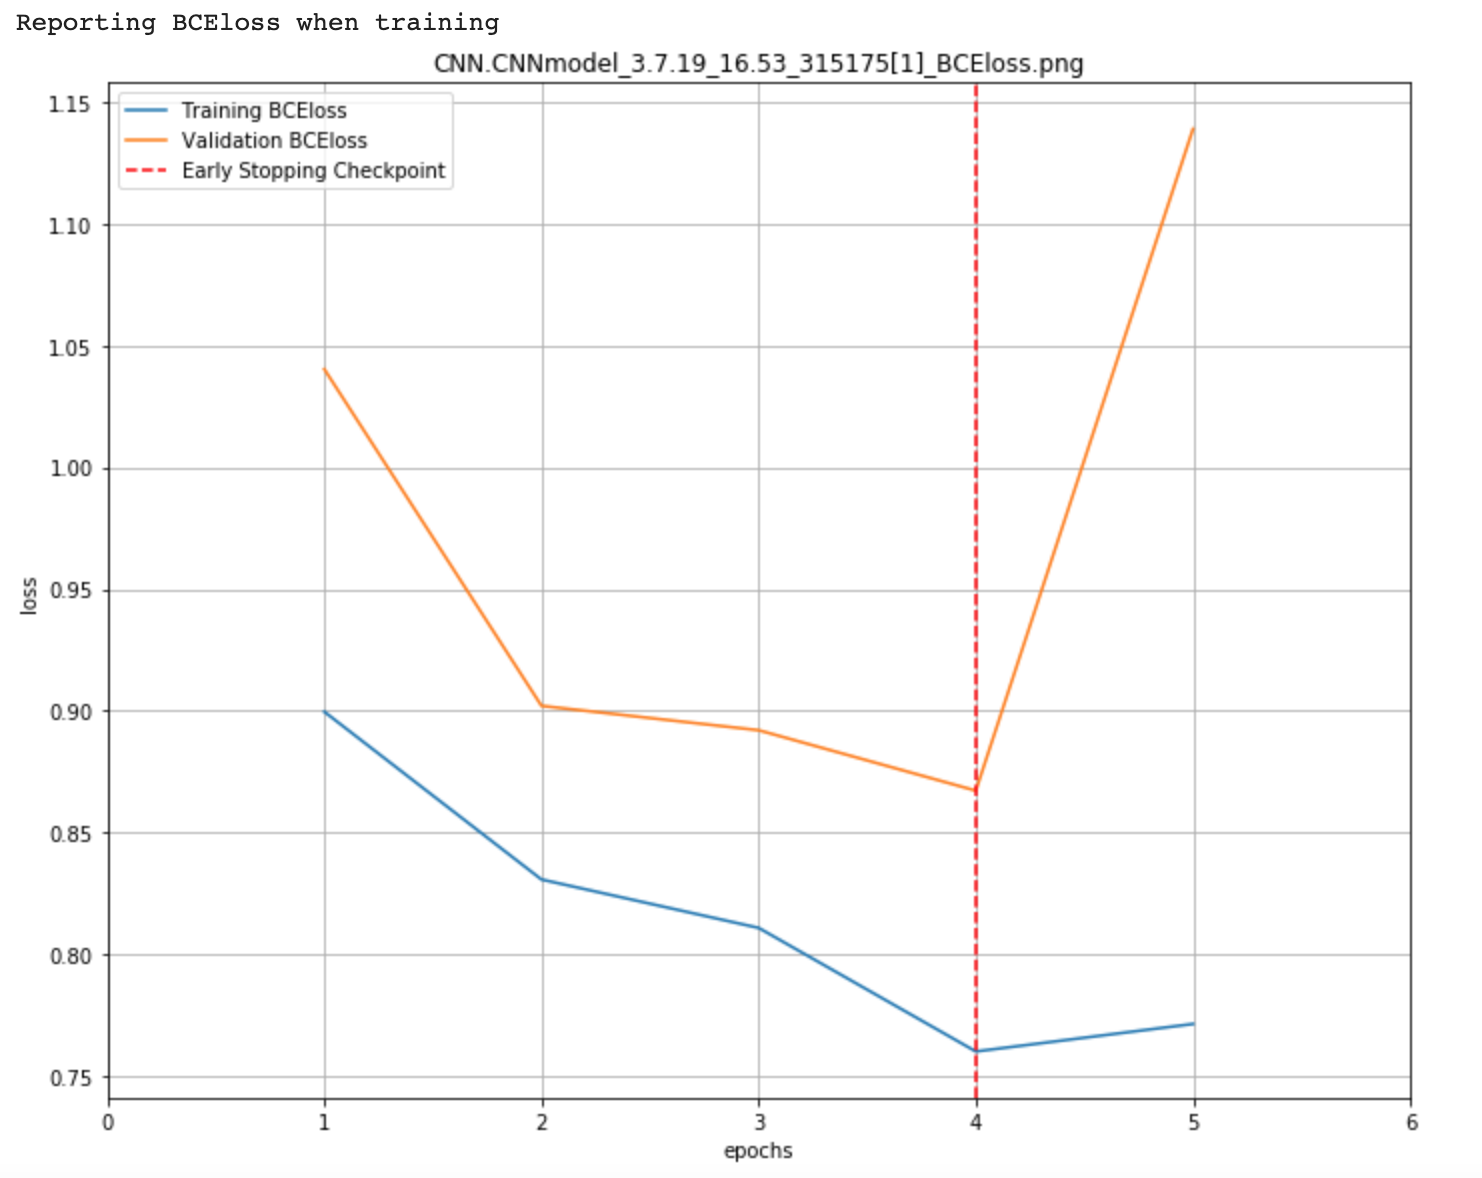 Reporting BCEloss when training
CNN.CNNmodel_3.7.19_16.53_315175[1]_BCEloss.png
Training BCEloss
Validation BCEloss
Early Stopping Checkpoint
1.15
1.10
1.05
1.00
0.95
0.90
0.85
0.80
0.75
loss
0 1 2 3 4 5 6
epochs